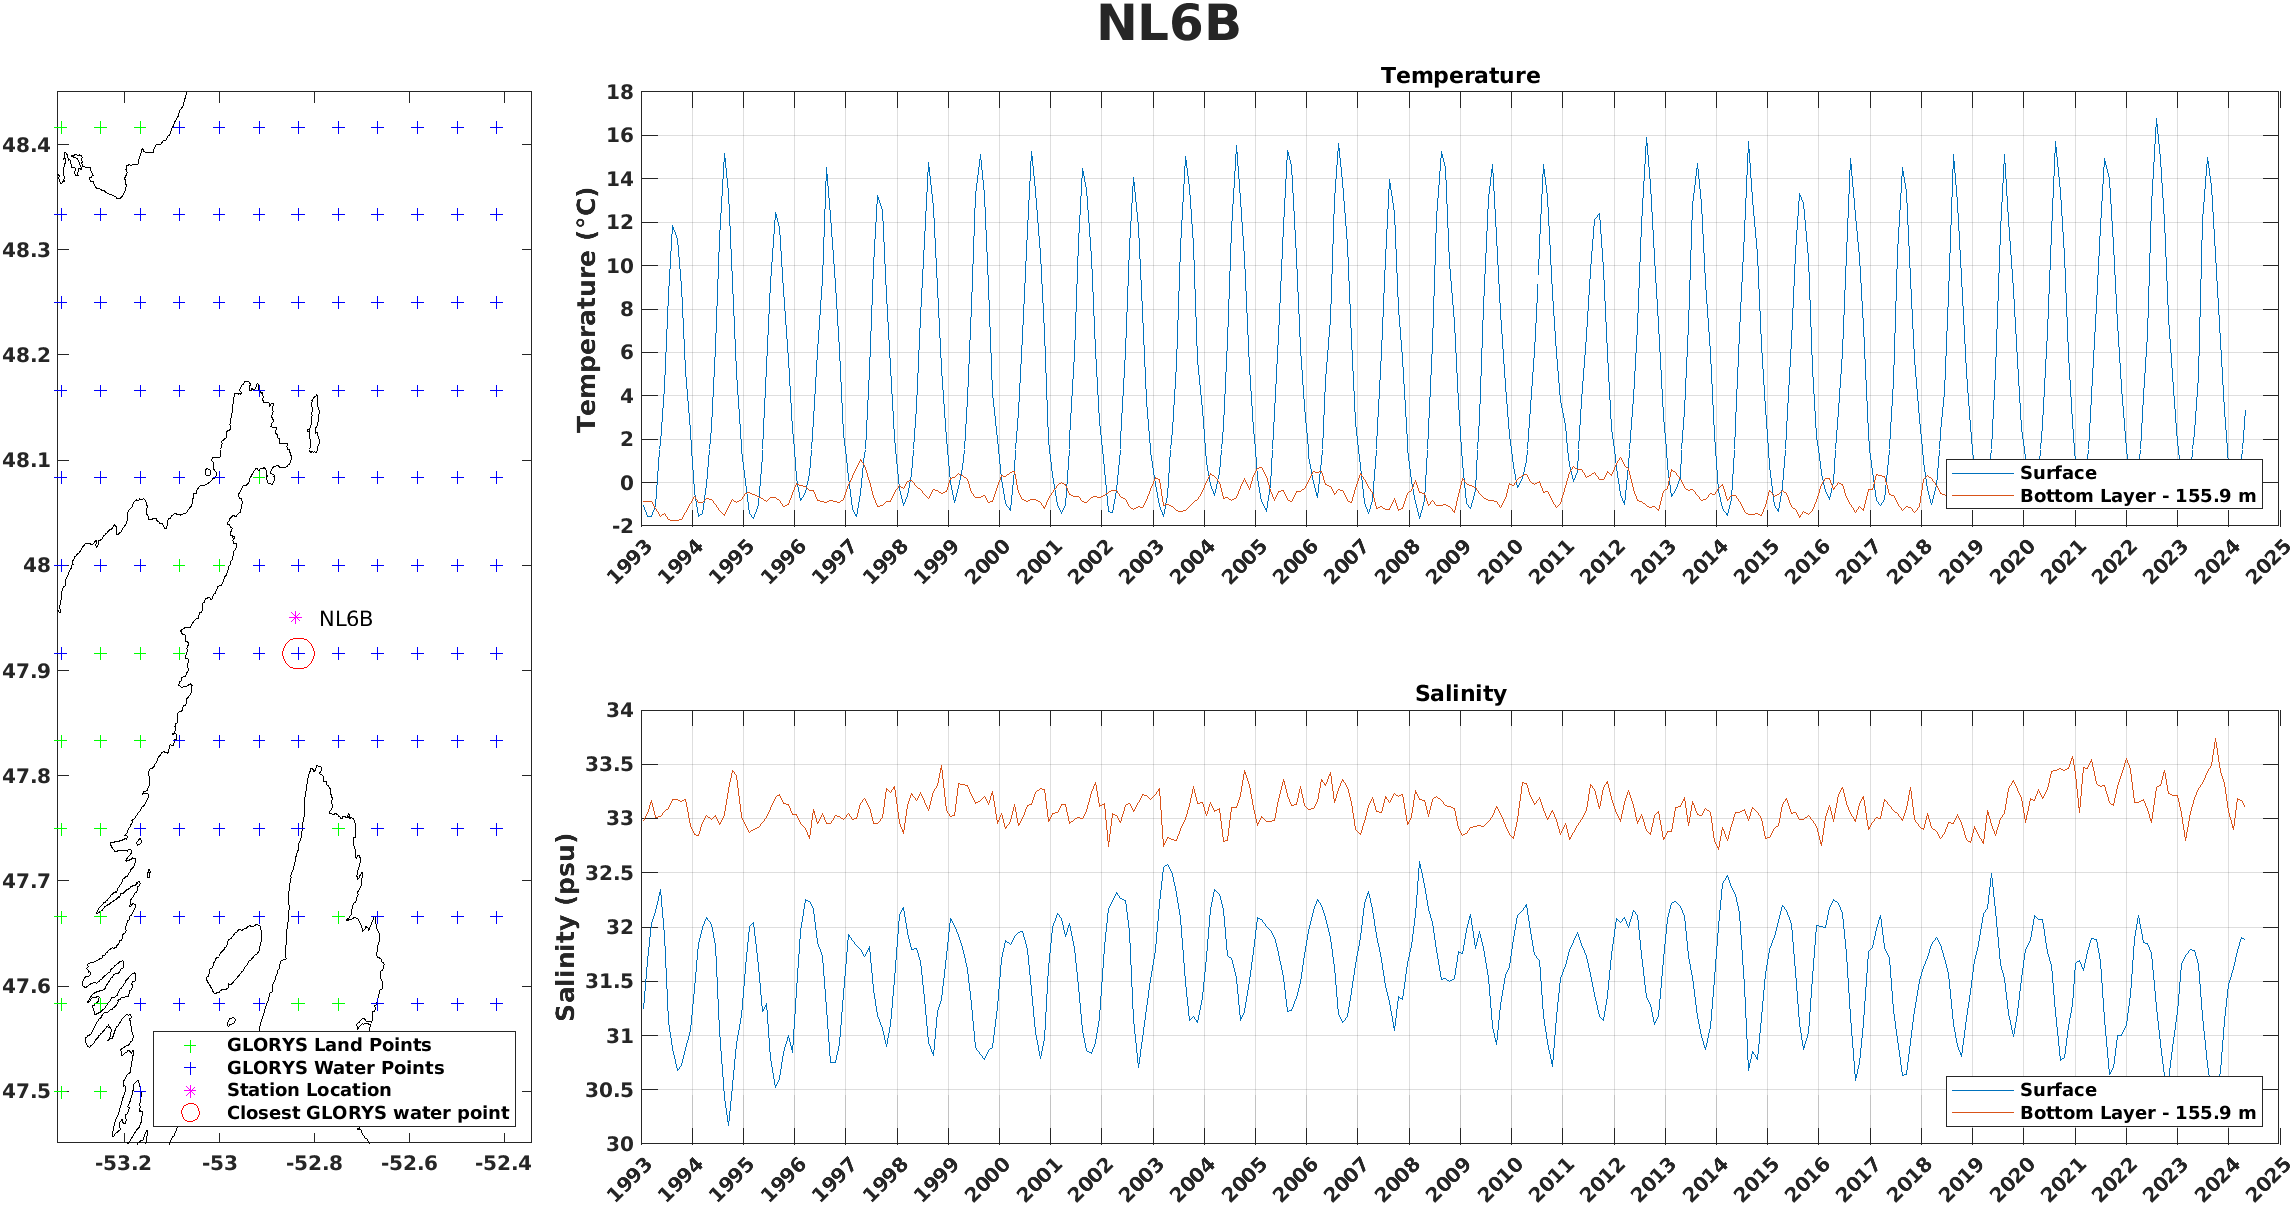 NL6B
48.4
48.3
48.2
48.1
48
47.9
47.8
47.7
47.6
47.5
-53.2 -53 -52.8 -52.6 -52.4
NL6B
GLORYS Land Points
GLORYS Water Points
Station Location
Closest GLORYS water point
Temperature
Temperature (°C)
18
16
14
12
10
8
6
4
2
0
-2
1993 1994 1995 1996 1997 1998 1999 2000 2001 2002 2003 2004 2005 2006 2007 2008 2009 2010 2011 2012 2013 2014 2015 2016 2017 2018 2019 2020 2021 2022 2023 2024 2025
Surface
Bottom Layer - 155.9 m
Salinity
Salinity (psu)
34
33.5
33
32.5
32
31.5
31
30.5
30
1993 1994 1995 1996 1997 1998 1999 2000 2001 2002 2003 2004 2005 2006 2007 2008 2009 2010 2011 2012 2013 2014 2015 2016 2017 2018 2019 2020 2021 2022 2023 2024 2025
Surface
Bottom Layer - 155.9 m